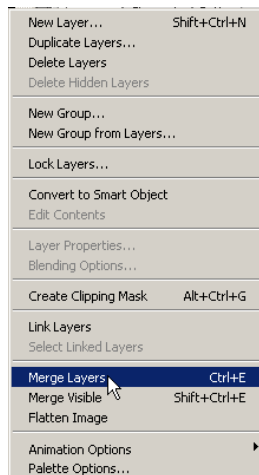 New Layer... Shift+Ctrl+N
Duplicate Layers...
Delete Layers
Delete Hidden Layers
New Group...
New Group from Layers...
Lock Layers...
Convert to Smart Object
Edit Contents
Layer Properties...
Blending Options...
Create Clipping Mask Alt+Ctrl+G
Link Layers
Select Linked Layers
Merge Layers Ctrl+E
Merge Visible Shift+Ctrl+E
Flatten Image
Animation Options
Palette Options...